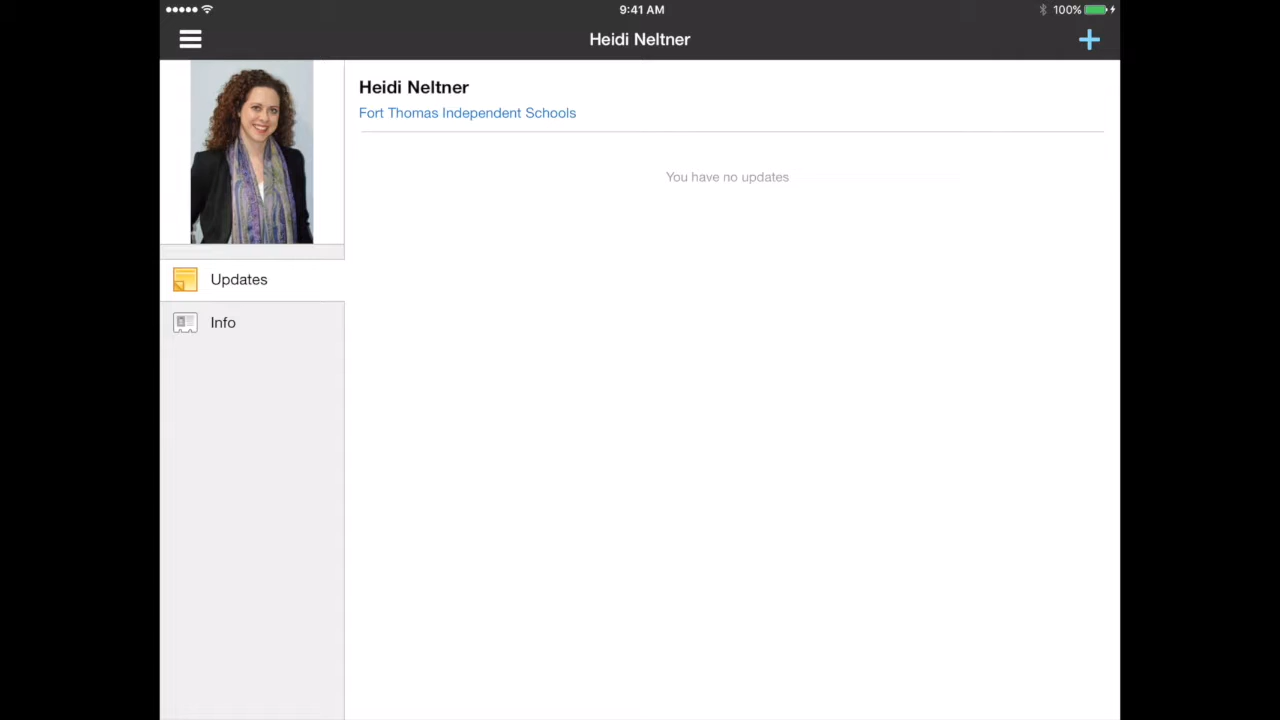 9:41 AM
100%
Heidi Neltner
Heidi Neltner
Fort Thomas Independent Schools
You have no updates
Updates
Info